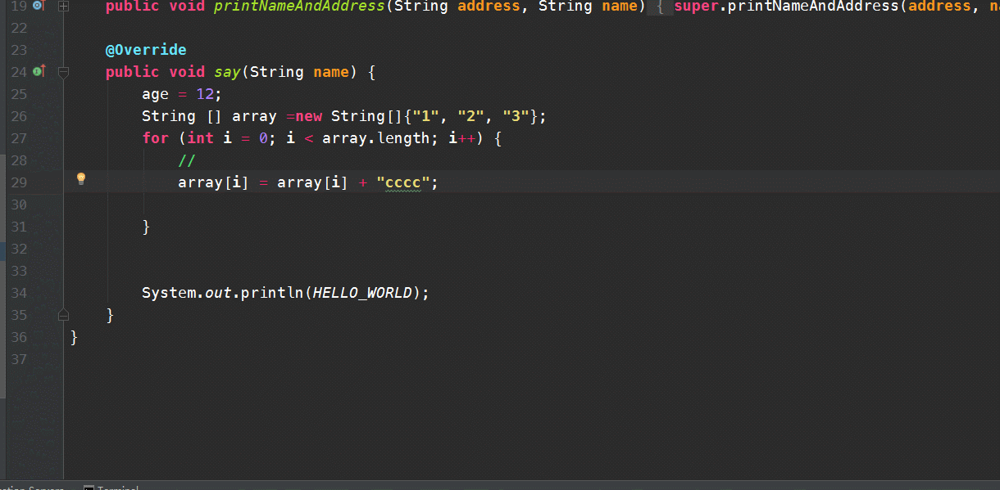 19 public void printNameAndAddress(String address, String name) { super.printNameAndAddress(address,
22
23 @Override
24 public void say(String name) {
25 age = 12;
26 String [] array =new String[]{"1", "2", "3"};
27 for (int i = 0; i < array.length; i++) {
28 //
29 array[i] = array[i] + "cccc";
30
31 }
32
33
34 System.out.println(HELLO_WORLD);
35 }
36 }
37
Terminal